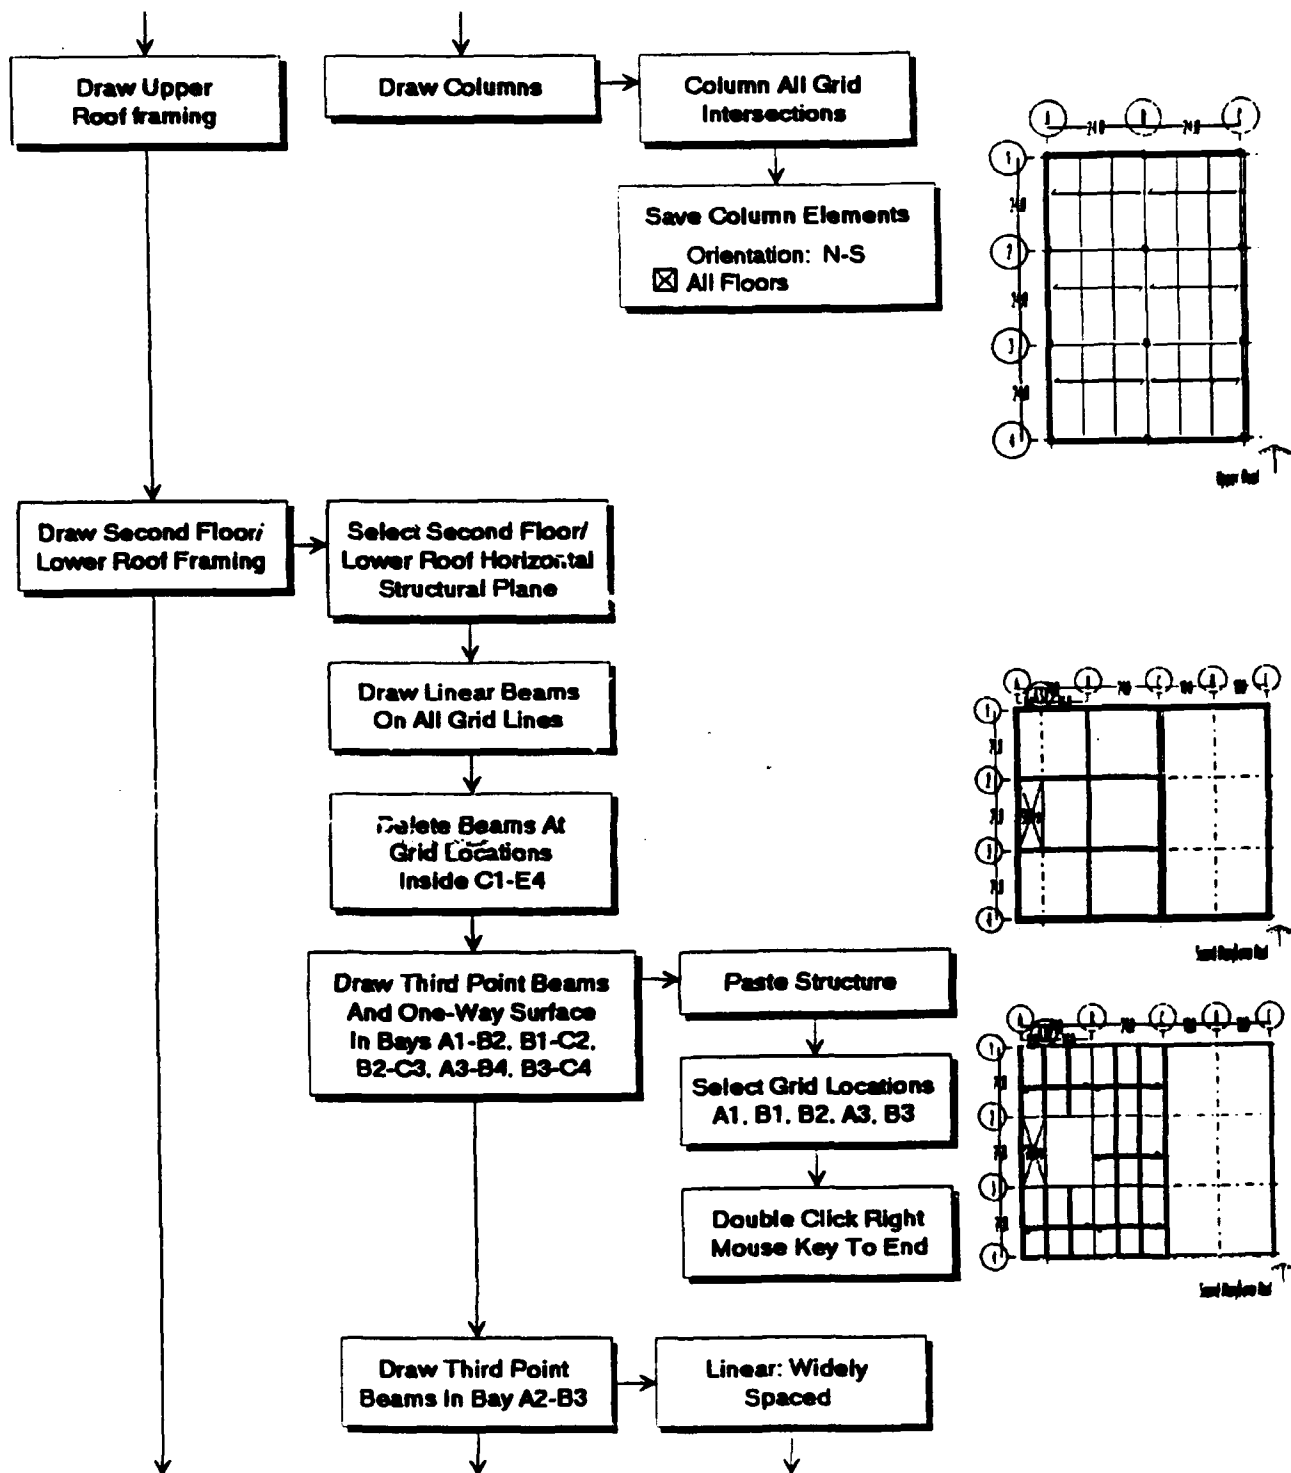 Draw Upper
Roof framing
Draw Columns
Column All Grid
Intersections
Save Column Elements
Orientation: N-S
All Floors
Upper Roof
Draw Second Floor/
Lower Roof Framing
Select Second Floor/
Lower Roof Horizontal
Structural Plane
Draw Linear Beams
On All Grid Lines
Delete Beams At
Grid Locations
Inside C1-E4
Draw Third Point Beams
And One-Way Surface
In Bays A1-B2, B1-C2,
B2-C3, A3-B4, B3-C4
Paste Structure
Select Grid Locations
A1, B1, B2, A3, B3
Double Click Right
Mouse Key To End
Draw Third Point
Beams In Bay A2-B3
Linear: Widely
Spaced